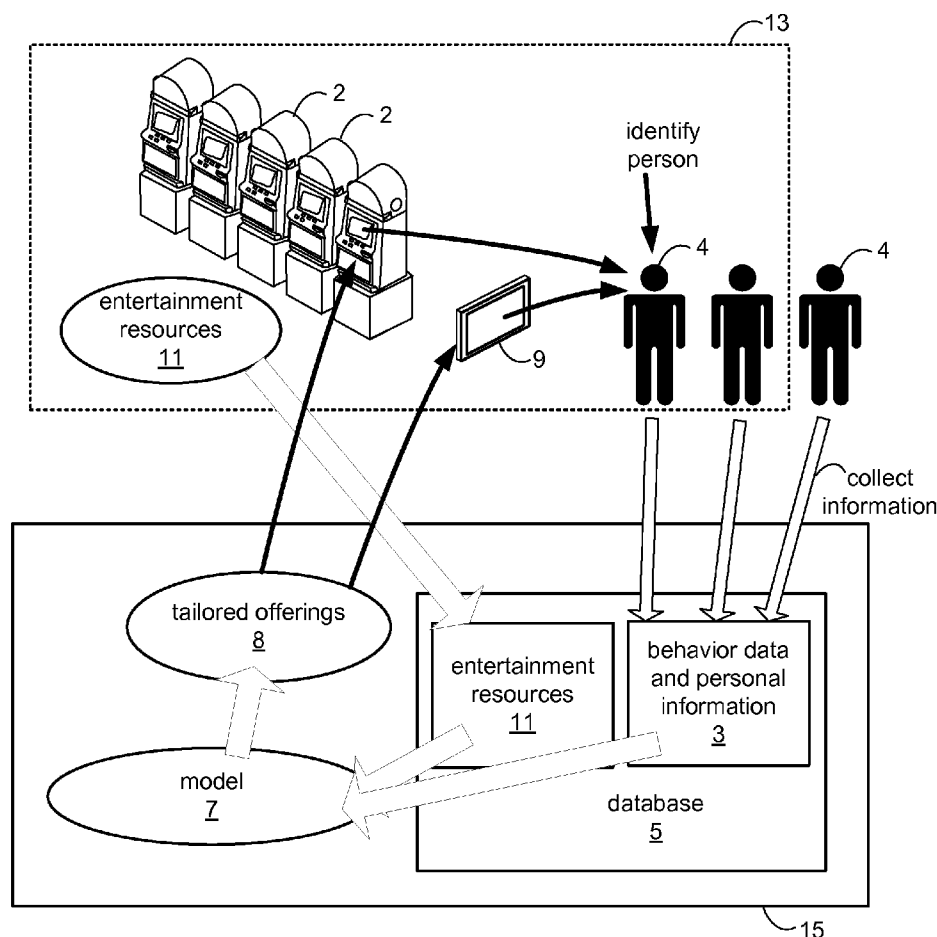 13
2
2
identify
person
4
4
entertainment
resources
11
9
collect
information
tailored offerings
8
entertainment
resources
11
behavior data
and personal
information
3
model
7
database
5
15